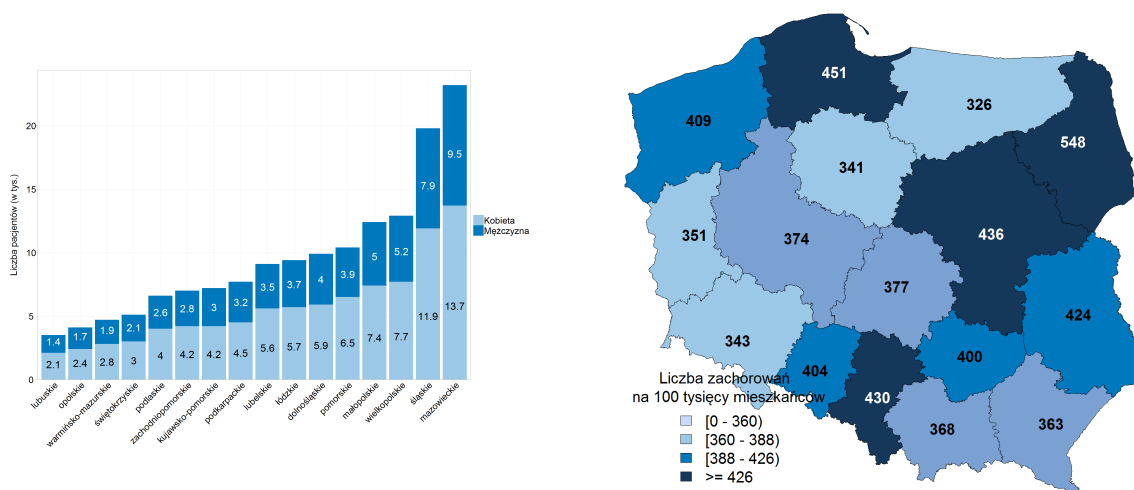 Liczba pacjentów (w tys.)
20
15
10
5
0
1.4
1.7
1.9
2.1
2.6
2.8
3
3.2
3.5
3.7
4
3.9
5
5.2
7.9
9.5
2.1
2.4
2.8
3
4
4.2
4.2
4.5
5.6
5.7
5.9
6.5
7.4
7.7
11.9
13.7
lubuskie
opolskie
warmińsko-mazurskie
świętokrzyskie
podlaskie
zachodniopomorskie
kujawsko-pomorskie
podkarpackie
lubelskie
łódzkie
dolnośląskie
pomorskie
małopolskie
wielkopolskie
śląskie
mazowieckie
Kobieta
Mężczyzna
451
326
409
548
341
351
374
436
377
424
343
400
404
430
368
363
Liczba zachorowań
na 100 tysięcy mieszkańców
[0 - 360)
[360 - 388)
[388 - 426)
>= 426